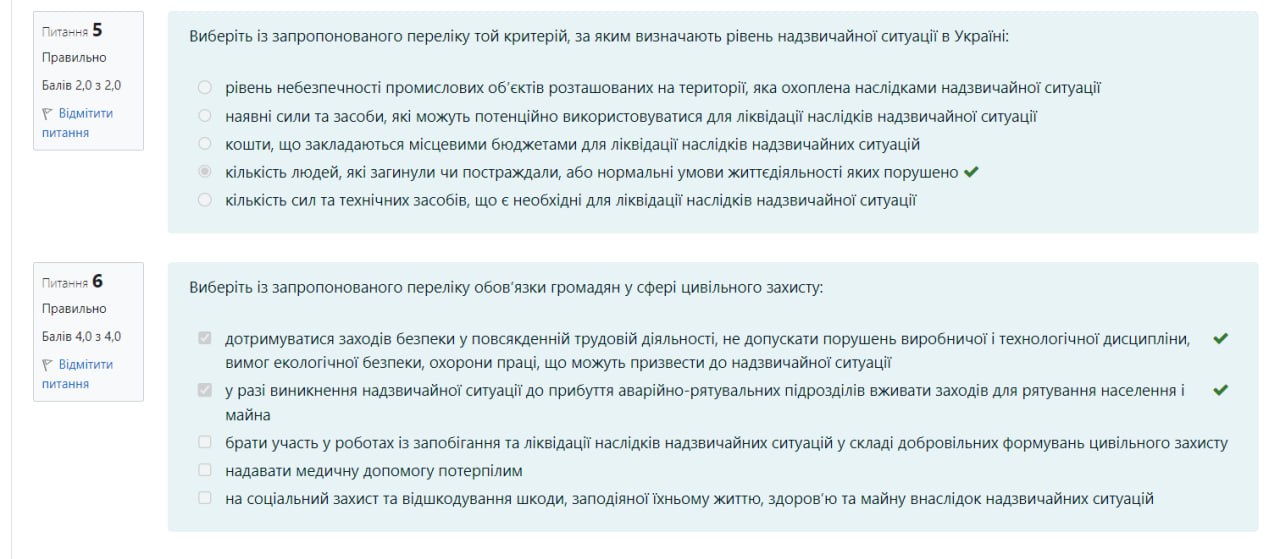 Питання 5
Правильно
Балів 2,0 з 2,0
Відмітити
питання
Виберіть із запропонованого переліку той критерій, за яким визначають рівень надзвичайної ситуації в Україні:
рівень небезпечності промислових об’єктів розташованих на території, яка охоплена наслідками надзвичайної ситуації
наявні сили та засоби, які можуть потенційно використовуватися для ліквідації наслідків надзвичайної ситуації
кошти, що закладаються місцевими бюджетами для ліквідації наслідків надзвичайних ситуацій
кількість людей, які загинули чи постраждали, або нормальні умови життєдіяльності яких порушено
кількість сил та технічних засобів, що є необхідні для ліквідації наслідків надзвичайної ситуації
Питання 6
Правильно
Балів 4,0 з 4,0
Відмітити
питання
Виберіть із запропонованого переліку обов’язки громадян у сфері цивільного захисту:
дотримуватися заходів безпеки у повсякденній трудовій діяльності, не допускати порушень виробничої і технологічної дисципліни,
вимог екологічної безпеки, охорони праці, що можуть призвести до надзвичайної ситуації
у разі виникнення надзвичайної ситуації до прибуття аварійно-рятувальних підрозділів вживати заходів для рятування населення і
майна
брати участь у роботах із запобігання та ліквідації наслідків надзвичайних ситуацій у складі добровільних формувань цивільного захисту
надавати медичну допомогу потерпілим
на соціальний захист та відшкодування шкоди, заподіяної їхньому життю, здоров’ю та майну внаслідок надзвичайних ситуацій